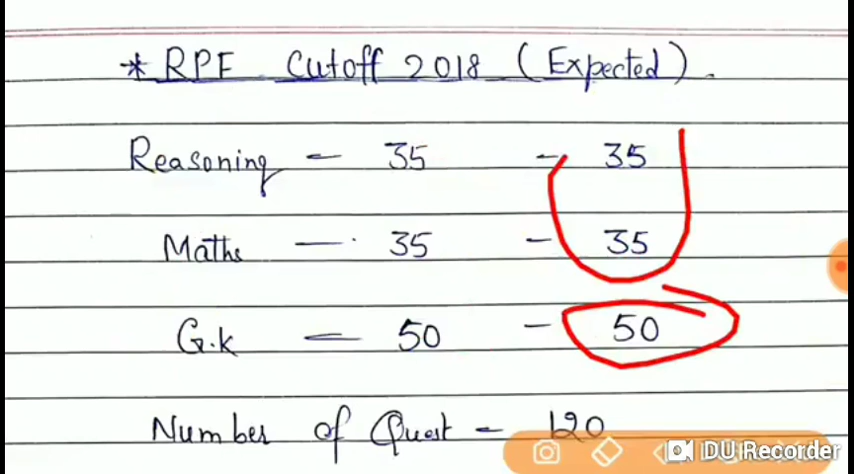 * RPF Cutoff 2018 (Expected).
Reasoning – 35 – 35
Maths – 35 – 35
G.k – 50 – 50
Number of Quest – 120
DU Recorder